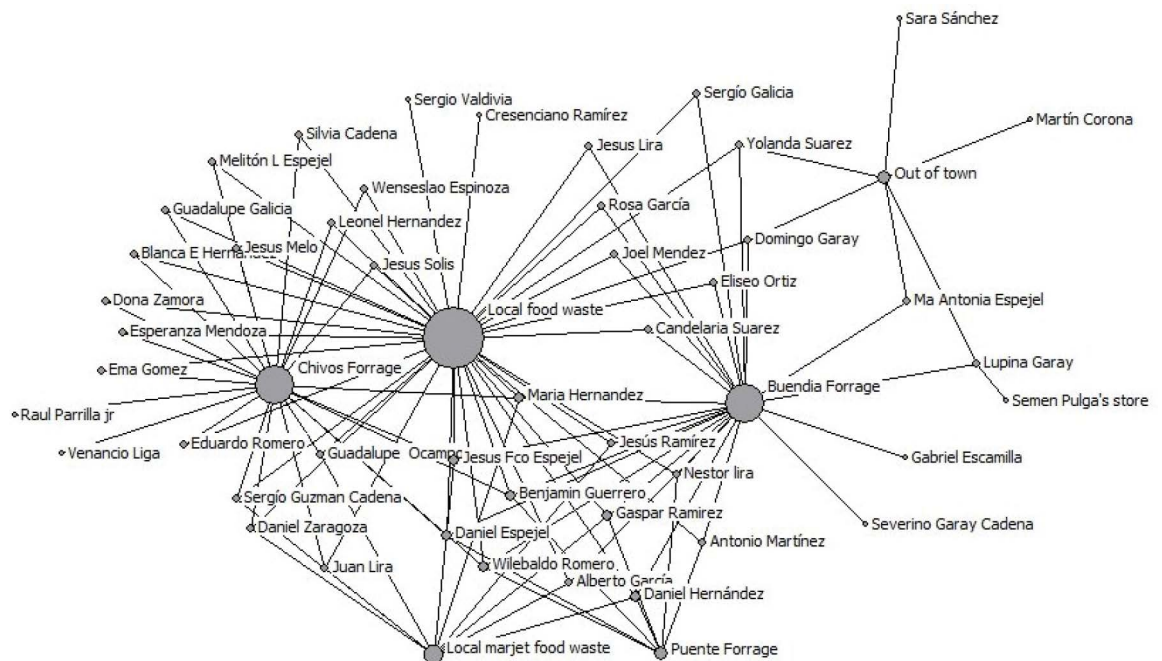 Sara Sánchez
Sergio Valdivia
Sergío Galicia
Cresenciano Ramírez
Martín Corona
Silvia Cadena
Jesus Lira
Yolanda Suarez
Melitón L Espejel
Out of town
Wenseslao Espinoza
Guadalupe Galicia
Rosa García
Leonel Hernandez
Domingo Garay
Jesus Melo
Blanca E Hernandez
Joel Mendez
Jesus Solis
Eliseo Ortiz
Dona Zamora
Ma Antonia Espejel
Local food waste
Esperanza Mendoza
Candelaria Suarez
Lupina Garay
Ema Gomez
Chivos Forrage
Buendia Forrage
Maria Hernandez
Semen Pulga's store
Raul Parrilla jr
Eduardo Romero
Jesús Ramírez
Venancio Liga
Guadalupe Ocampo
Jesus Fco Espejel
Gabriel Escamilla
Nestor lira
Sergío Guzman Cadena
Benjamin Guerrero
Gaspar Ramirez
Severino Garay Cadena
Daniel Zaragoza
Daniel Espejel
Antonio Martínez
Juan Lira
Wilebaldo Romero
Alberto García
Daniel Hernández
Local marjet food waste
Puente Forrage